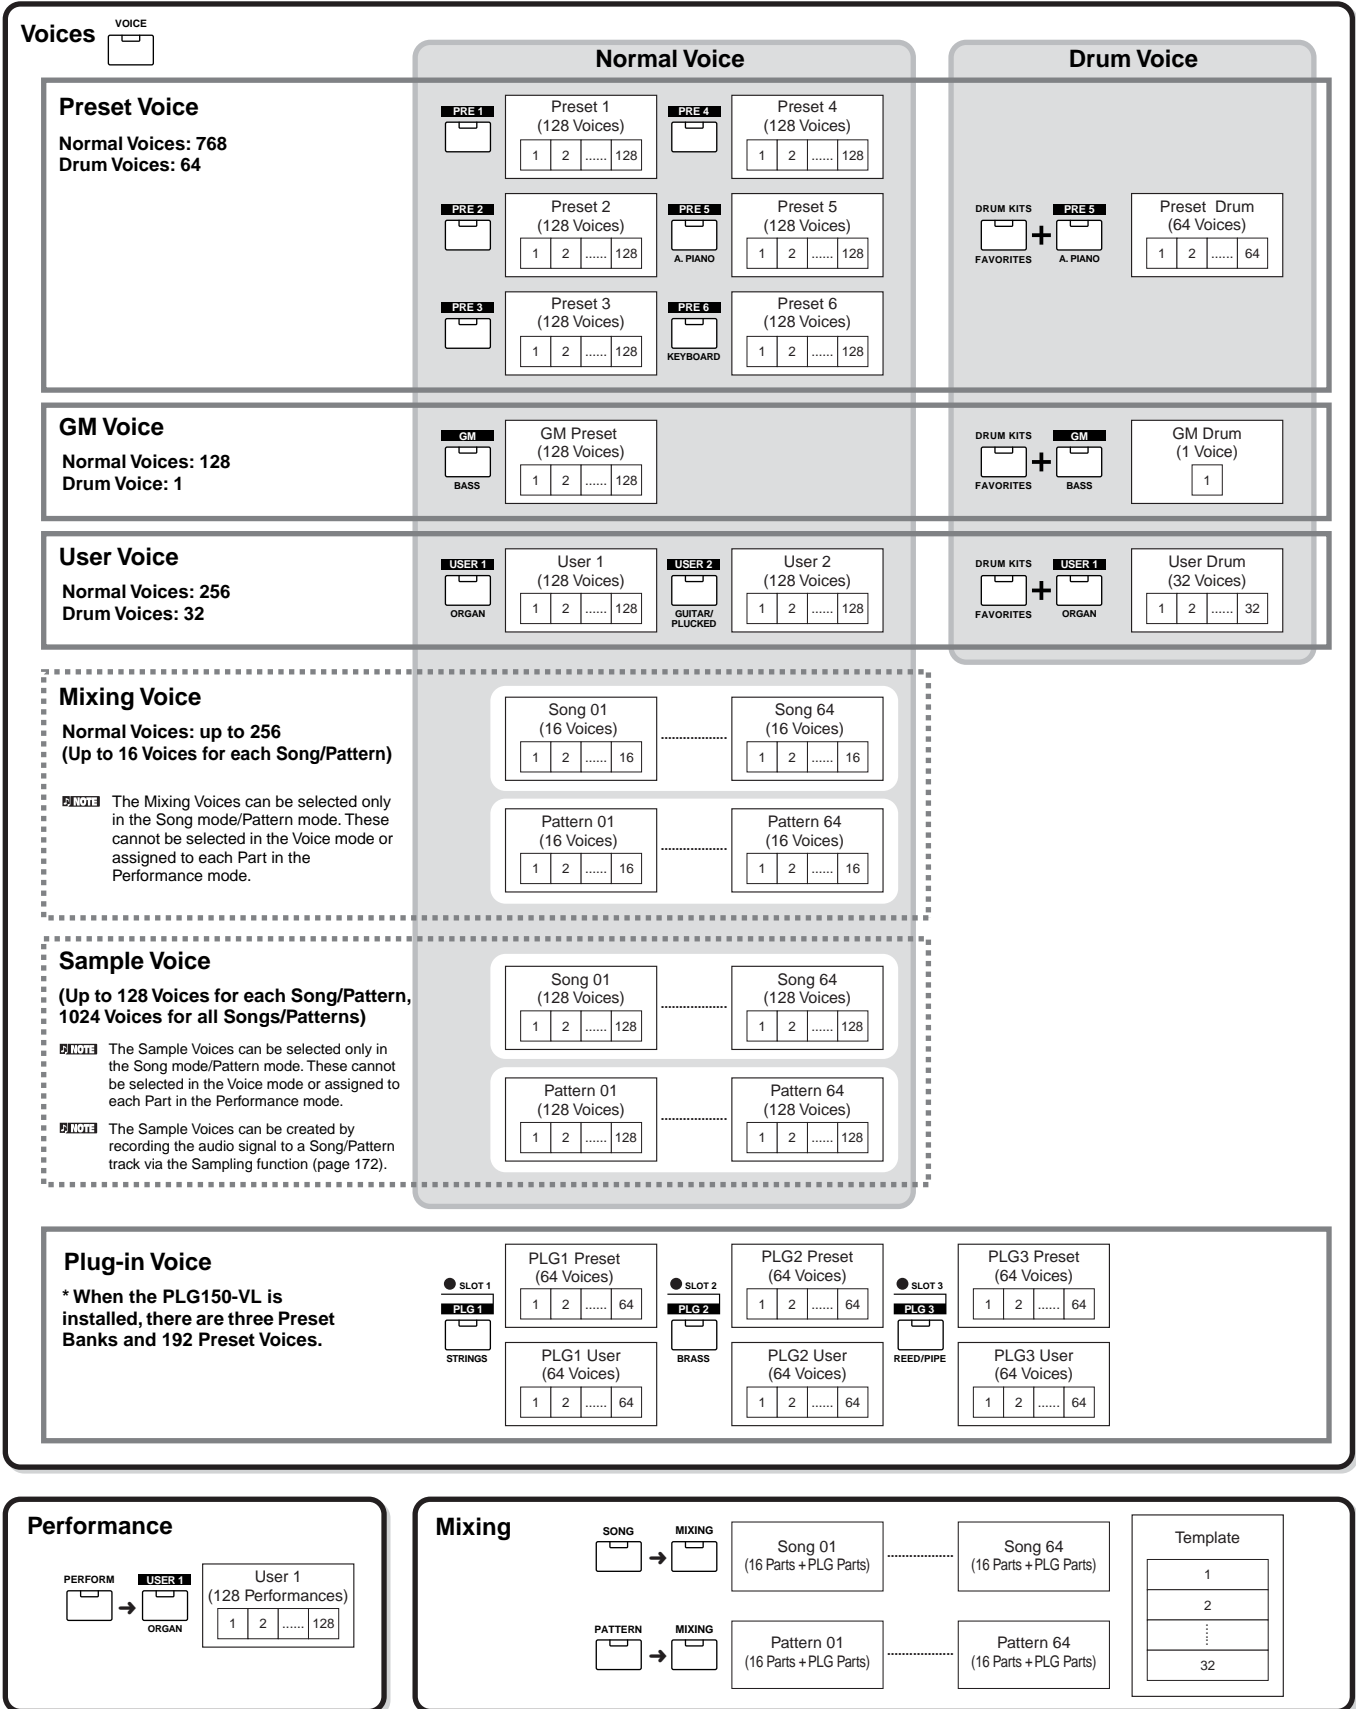 Voices
VOICE
Normal Voice
Drum Voice
Preset Voice
Normal Voices: 768
Drum Voices: 64
PRE 1
Preset 1
(128 Voices)
1 2 ...... 128
PRE 4
Preset 4
(128 Voices)
1 2 ...... 128
PRE 2
Preset 2
(128 Voices)
1 2 ...... 128
PRE 5
A. PIANO
Preset 5
(128 Voices)
1 2 ...... 128
DRUM KITS
FAVORITES
+
PRE 5
A. PIANO
Preset Drum
(64 Voices)
1 2 ...... 64
PRE 3
Preset 3
(128 Voices)
1 2 ...... 128
PRE 6
KEYBOARD
Preset 6
(128 Voices)
1 2 ...... 128
GM Voice
Normal Voices: 128
Drum Voice: 1
GM
BASS
GM Preset
(128 Voices)
1 2 ...... 128
DRUM KITS
FAVORITES
+
GM
BASS
GM Drum
(1 Voice)
1
User Voice
Normal Voices: 256
Drum Voices: 32
USER 1
ORGAN
User 1
(128 Voices)
1 2 ...... 128
USER 2
GUITAR/
PLUCKED
User 2
(128 Voices)
1 2 ...... 128
DRUM KITS
FAVORITES
+
USER 1
ORGAN
User Drum
(32 Voices)
1 2 ...... 32
Mixing Voice
Normal Voices: up to 256
(Up to 16 Voices for each Song/Pattern)
NOTE The Mixing Voices can be selected only
in the Song mode/Pattern mode. These
cannot be selected in the Voice mode or
assigned to each Part in the
Performance mode.
Song 01
(16 Voices)
1 2 ...... 16
Song 64
(16 Voices)
1 2 ...... 16
Pattern 01
(16 Voices)
1 2 ...... 16
Pattern 64
(16 Voices)
1 2 ...... 16
Sample Voice
(Up to 128 Voices for each Song/Pattern,
1024 Voices for all Songs/Patterns)
NOTE The Sample Voices can be selected only in
the Song mode/Pattern mode. These cannot
be selected in the Voice mode or assigned to
each Part in the Performance mode.
NOTE The Sample Voices can be created by
recording the audio signal to a Song/Pattern
track via the Sampling function (page 172).
Song 01
(128 Voices)
1 2 ...... 128
Song 64
(128 Voices)
1 2 ...... 128
Pattern 01
(128 Voices)
1 2 ...... 128
Pattern 64
(128 Voices)
1 2 ...... 128
Plug-in Voice
* When the PLG150-VL is
installed, there are three Preset
Banks and 192 Preset Voices.
SLOT 1
PLG 1
STRINGS
PLG1 Preset
(64 Voices)
1 2 ...... 64
PLG1 User
(64 Voices)
1 2 ...... 64
SLOT 2
PLG 2
BRASS
PLG2 Preset
(64 Voices)
1 2 ...... 64
PLG2 User
(64 Voices)
1 2 ...... 64
SLOT 3
PLG 3
REED/PIPE
PLG3 Preset
(64 Voices)
1 2 ...... 64
PLG3 User
(64 Voices)
1 2 ...... 64
Performance
PERFORM
USER 1
ORGAN
User 1
(128 Performances)
1 2 ...... 128
Mixing
SONG
MIXING
Song 01
(16 Parts + PLG Parts)
Song 64
(16 Parts + PLG Parts)
PATTERN
MIXING
Pattern 01
(16 Parts + PLG Parts)
Pattern 64
(16 Parts + PLG Parts)
Template
1
2
32